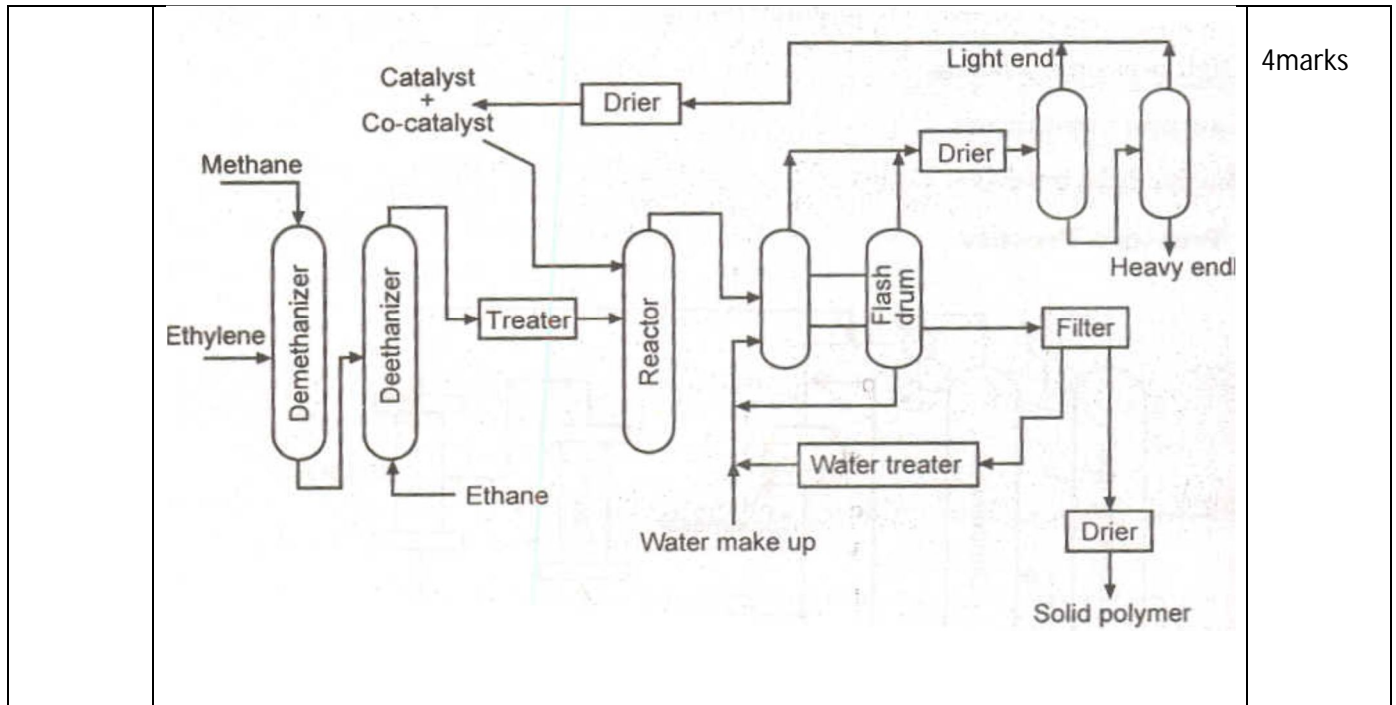 4marks
Light end
Catalyst
+
Co-catalyst
Drier
Drier
Methane
Heavy end
Demethanizer
Deethanizer
Treater
Reactor
Flash
drum
Filter
Ethylene
Water treater
Ethane
Water make up
Drier
Solid polymer